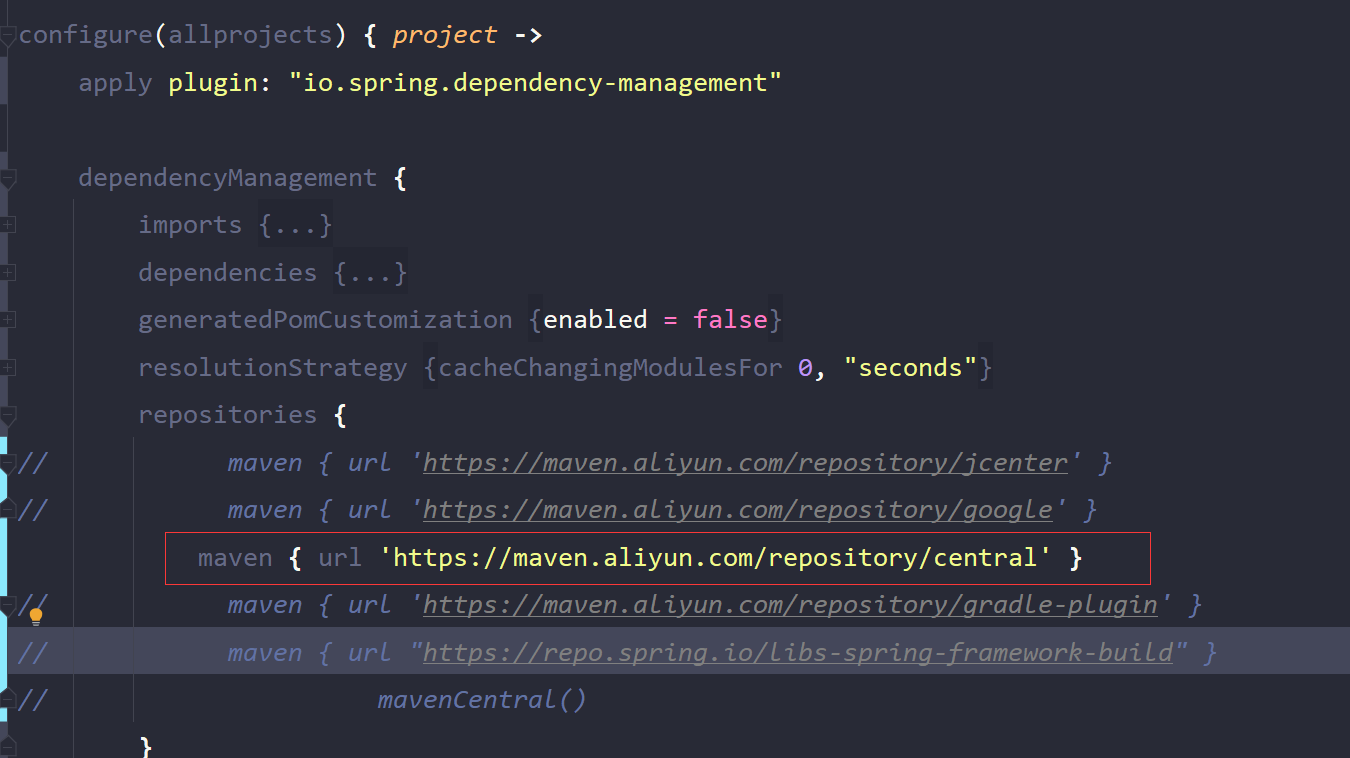 configure(allprojects) { project ->
apply plugin: "io.spring.dependency-management"
dependencyManagement {
imports {...}
dependencies {...}
generatedPomCustomization {enabled = false}
resolutionStrategy {cacheChangingModulesFor 0, "seconds"}
repositories {
// maven { url 'https://maven.aliyun.com/repository/jcenter' }
// maven { url 'https://maven.aliyun.com/repository/google' }
maven { url 'https://maven.aliyun.com/repository/central' }
// maven { url 'https://maven.aliyun.com/repository/gradle-plugin' }
// maven { url "https://repo.spring.io/libs-spring-framework-build" }
// mavenCentral()
}